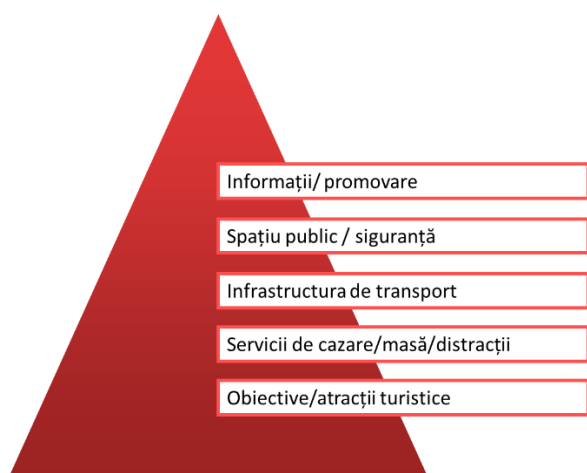 Informații/ promovare
Spațiu public / siguranță
Infrastructura de transport
Servicii de cazare/masă/distracții
Obiective/atracții turistice